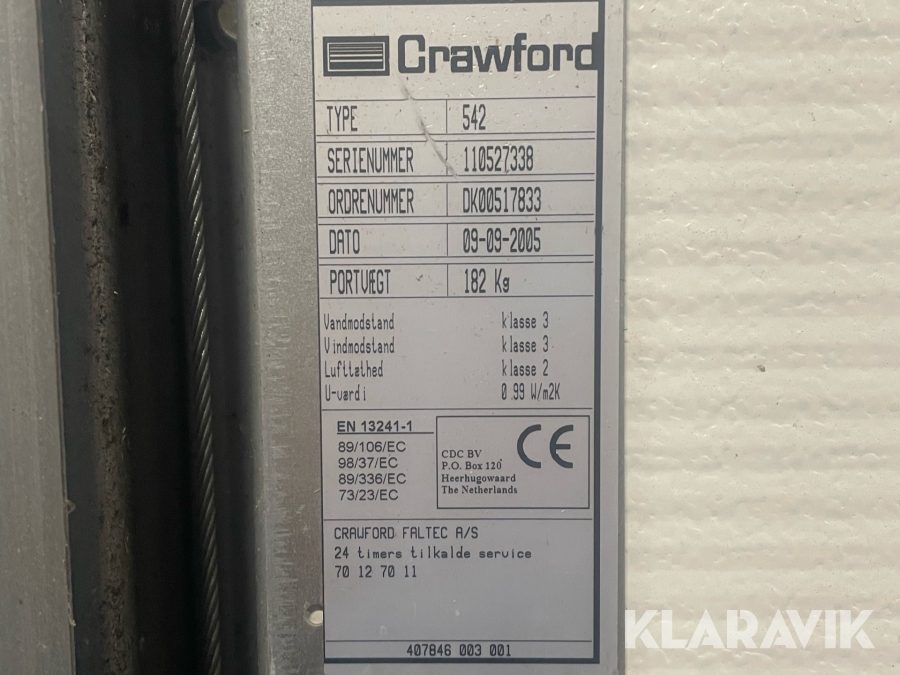 Crawford
TYPE 542
SERIENUMMER 110527338
ORDRENUMMER DK00517833
DATO 09-09-2005
PORTVÆGT 182 Kg
Vandmodstand klasse 3
Vindmodstand klasse 3
Lufttæthed klasse 2
U-værdi 0.99 W/m2K
EN 13241-1
89/106/EC
98/37/EC
89/336/EC
73/23/EC
CE
CDC BV
P.O. Box 120
Heerhugowaard
The Netherlands
CRAWFORD FALTEC A/S
24 timers tilkalde service
70 12 70 11
407846 003 001
KLARAVIK